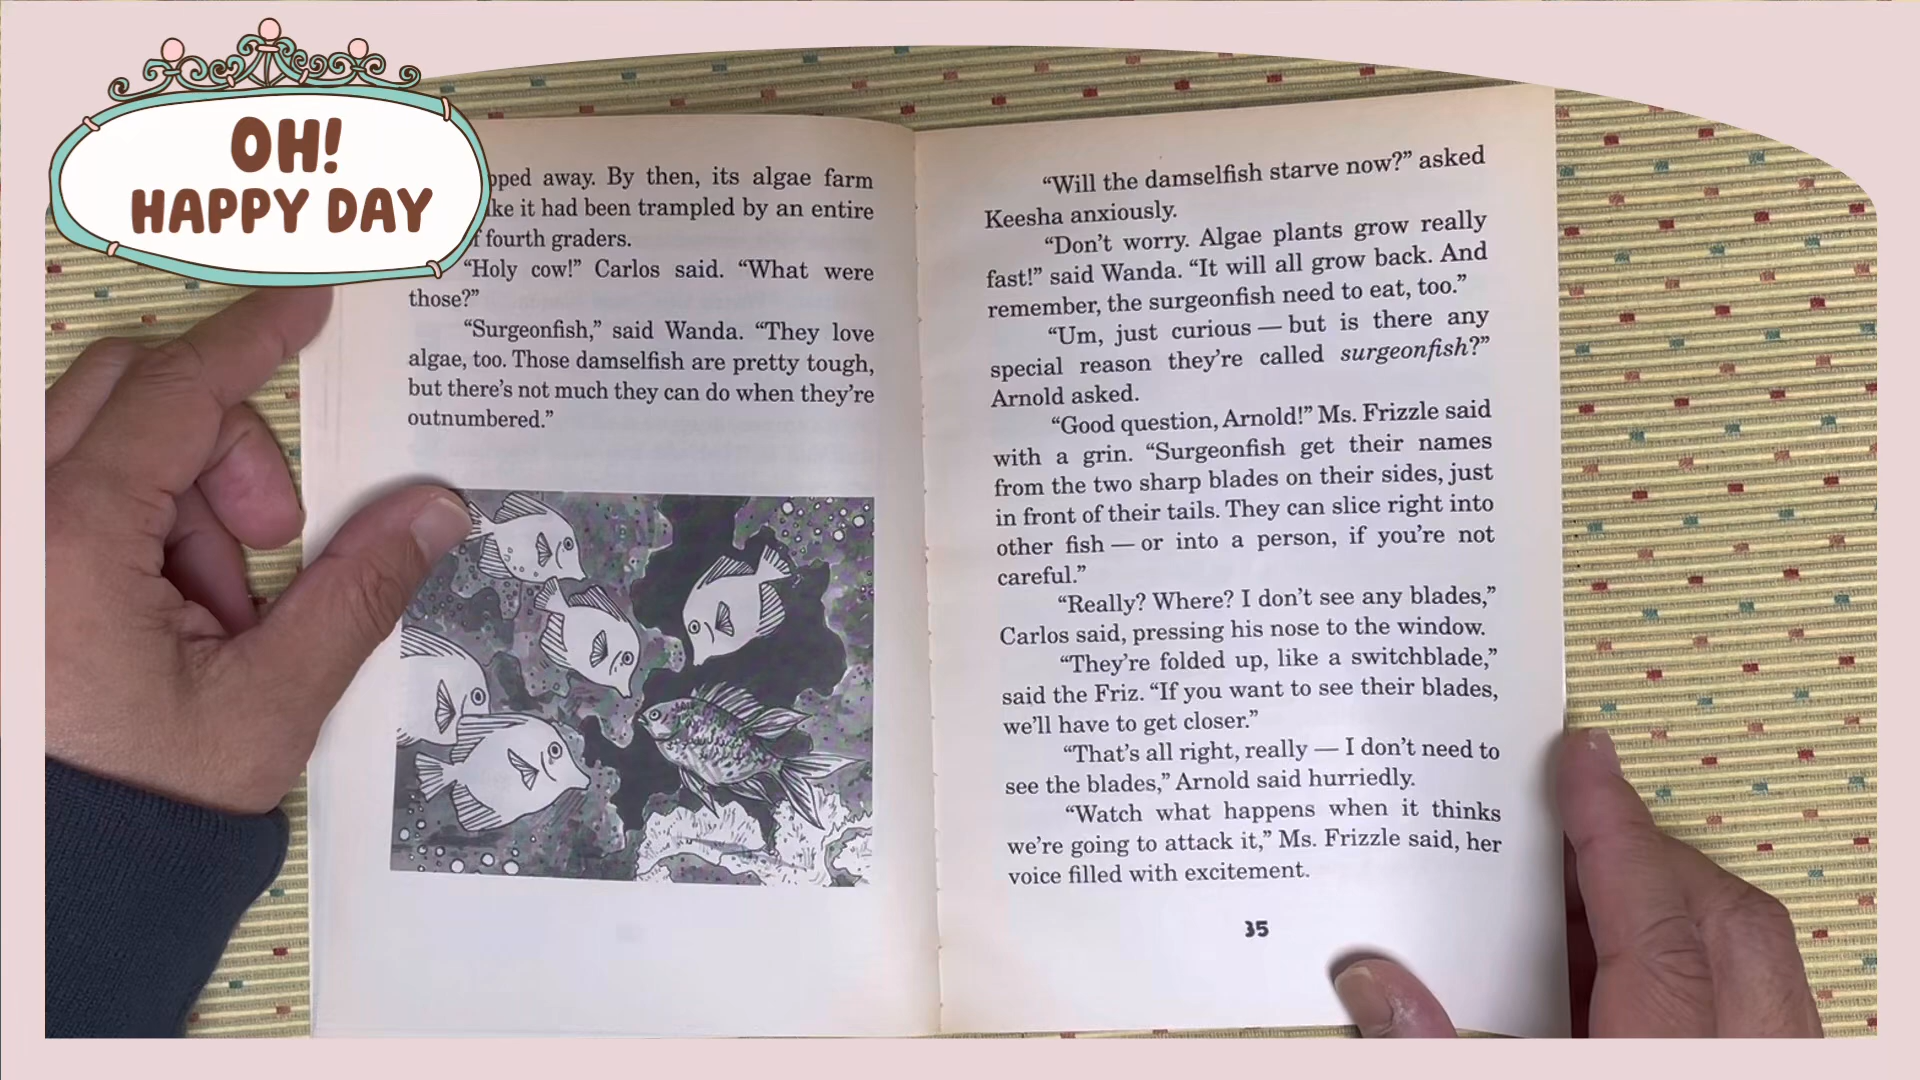 OH!
HAPPY DAY
away. By then, its algae farm
it had been trampled by an entire
fourth graders.
“Holy cow!” Carlos said. “What were
those?”
“Surgeonfish,” said Wanda. “They love
algae, too. Those damselfish are pretty tough,
but there’s not much they can do when they’re
outnumbered.”
“Will the damselfish starve now?” asked
Keesha anxiously.
“Don’t worry. Algae plants grow really
fast!” said Wanda. “It will all grow back. And
remember, the surgeonfish need to eat, too.”
“Um, just curious — but is there any
special reason they’re called surgeonfish?”
Arnold asked.
“Good question, Arnold!” Ms. Frizzle said
with a grin. “Surgeonfish get their names
from the two sharp blades on their sides, just
in front of their tails. They can slice right into
other fish — or into a person, if you’re not
careful.”
“Really? Where? I don’t see any blades,”
Carlos said, pressing his nose to the window.
“They’re folded up, like a switchblade,”
said the Friz. “If you want to see their blades,
we’ll have to get closer.”
“That’s all right, really — I don’t need to
see the blades,” Arnold said hurriedly.
“Watch what happens when it thinks
we’re going to attack it,” Ms. Frizzle said, her
voice filled with excitement.
35